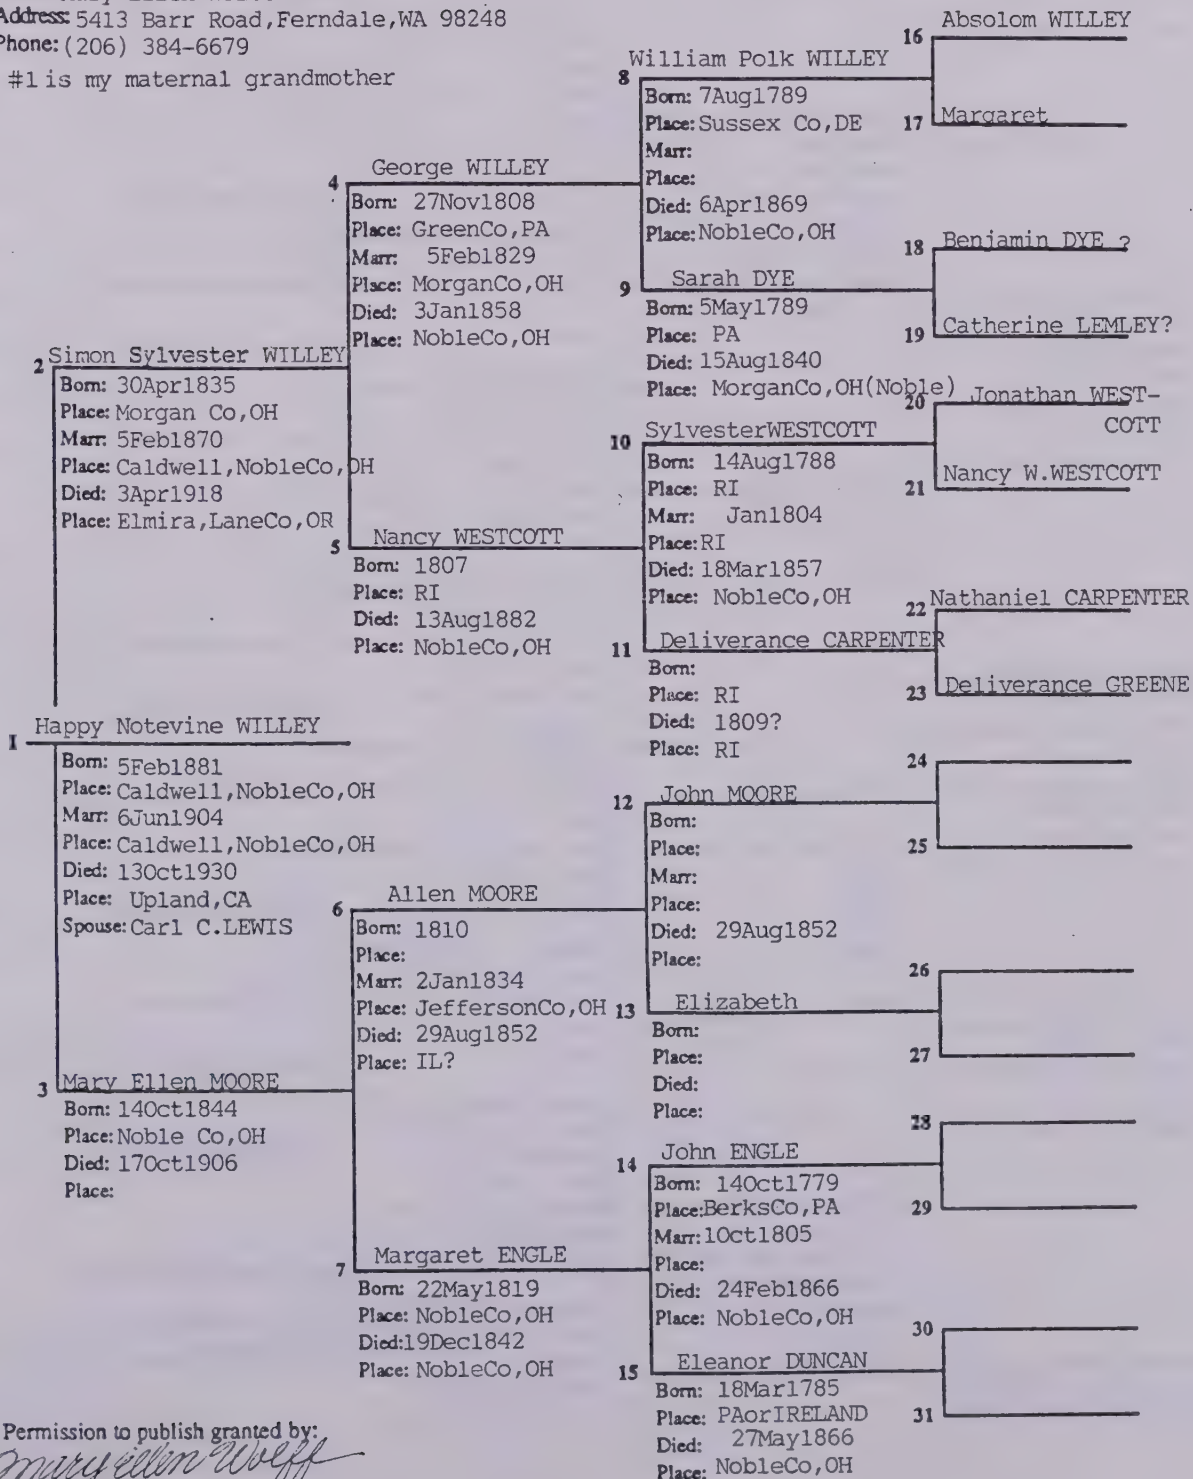 Address: 5413 Barr Road,Ferndale,WA 98248
Phone: (206) 384-6679
#1 is my maternal grandmother
1 Happy Notevine WILLEY
Born: 5Feb1881
Place: Caldwell,NobleCo,OH
Marr: 6Jun1904
Place: Caldwell,NobleCo,OH
Died: 13Oct1930
Place: Upland,CA
Spouse: Carl C.LEWIS
2 Simon Sylvester WILLEY
Born: 30Apr1835
Place: Morgan Co,OH
Marr: 5Feb1870
Place: Caldwell,NobleCo,OH
Died: 3Apr1918
Place: Elmira,LaneCo,OR
3 Mary Ellen MOORE
Born: 14Oct1844
Place: Noble Co,OH
Died: 17Oct1906
Place:
4 George WILLEY
Born: 27Nov1808
Place: GreenCo,PA
Marr: 5Feb1829
Place: MorganCo,OH
Died: 3Jan1858
Place: NobleCo,OH
5 Nancy WESTCOTT
Born: 1807
Place: RI
Died: 13Aug1882
Place: NobleCo,OH
6 Allen MOORE
Born: 1810
Place:
Marr: 2Jan1834
Place: JeffersonCo,OH
Died: 29Aug1852
Place: IL?
7 Margaret ENGLE
Born: 22May1819
Place: NobleCo,OH
Died:19Dec1842
Place: NobleCo,OH
8 William Polk WILLEY
Born: 7Aug1789
Place: Sussex Co,DE
Marr:
Place:
Died: 6Apr1869
Place: NobleCo,OH
9 Sarah DYE
Born: 5May1789
Place: PA
Died: 15Aug1840
Place: MorganCo,OH(Noble)
10 SylvesterWESTCOTT
Born: 14Aug1788
Place: RI
Marr: Jan1804
Place: RI
Died: 18Mar1857
Place: NobleCo,OH
11 Deliverance CARPENTER
Born:
Place: RI
Died: 1809?
Place: RI
12 John MOORE
Born:
Place:
Marr:
Place:
Died: 29Aug1852
Place:
13 Elizabeth
Born:
Place:
Died:
Place:
14 John ENGLE
Born: 14Oct1779
Place:BerksCo,PA
Marr:1Oct1805
Place:
Died: 24Feb1866
Place: NobleCo,OH
15 Eleanor DUNCAN
Born: 18Mar1785
Place: PAorIRELAND
Died: 27May1866
Place: NobleCo,OH
16 Absolom WILLEY
17 Margaret
18 Benjamin DYE ?
19 Catherine LEMLEY?
20 Jonathan WEST-
COTT
21 Nancy W.WESTCOTT
22 Nathaniel CARPENTER
23 Deliverance GREENE
24
25
26
27
28
29
30
31
Permission to publish granted by:
Mary Ellen Wolff